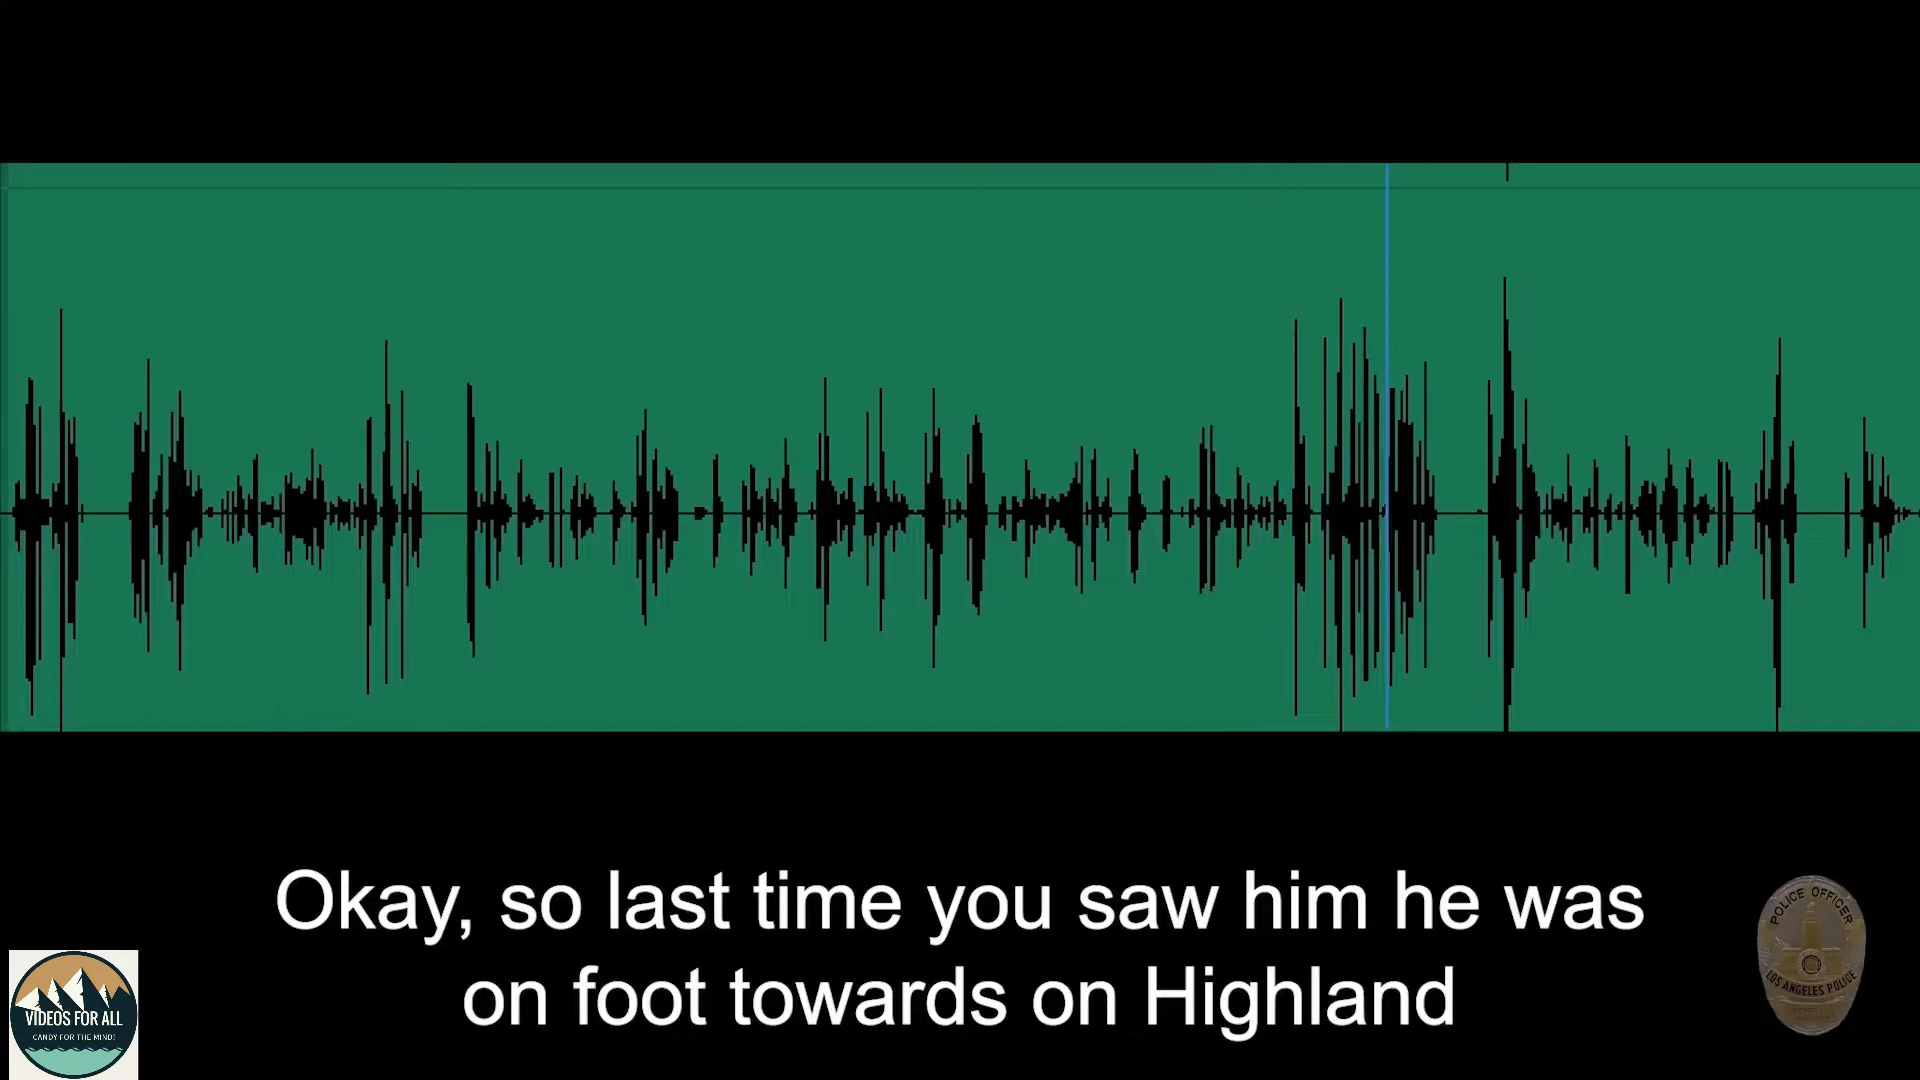 Okay, so last time you saw him he was
on foot towards on Highland
POLICE OFFICER
LOS ANGELES POLICE
VIDEOS FOR ALL
CANDY FOR THE MIND!